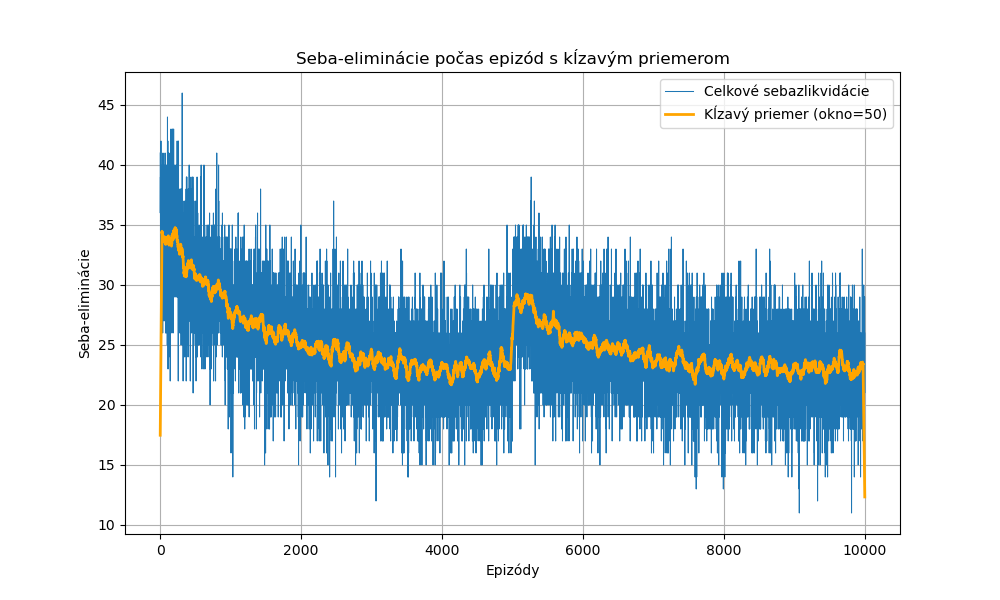 Seba-eliminácie počas epizód s kĺzavým priemerom
Celkové sebazlikvidácie
Kĺzavý priemer (okno=50)
Seba-eliminácie
45
40
35
30
25
20
15
10
0
2000
4000
6000
8000
10000
Epizódy